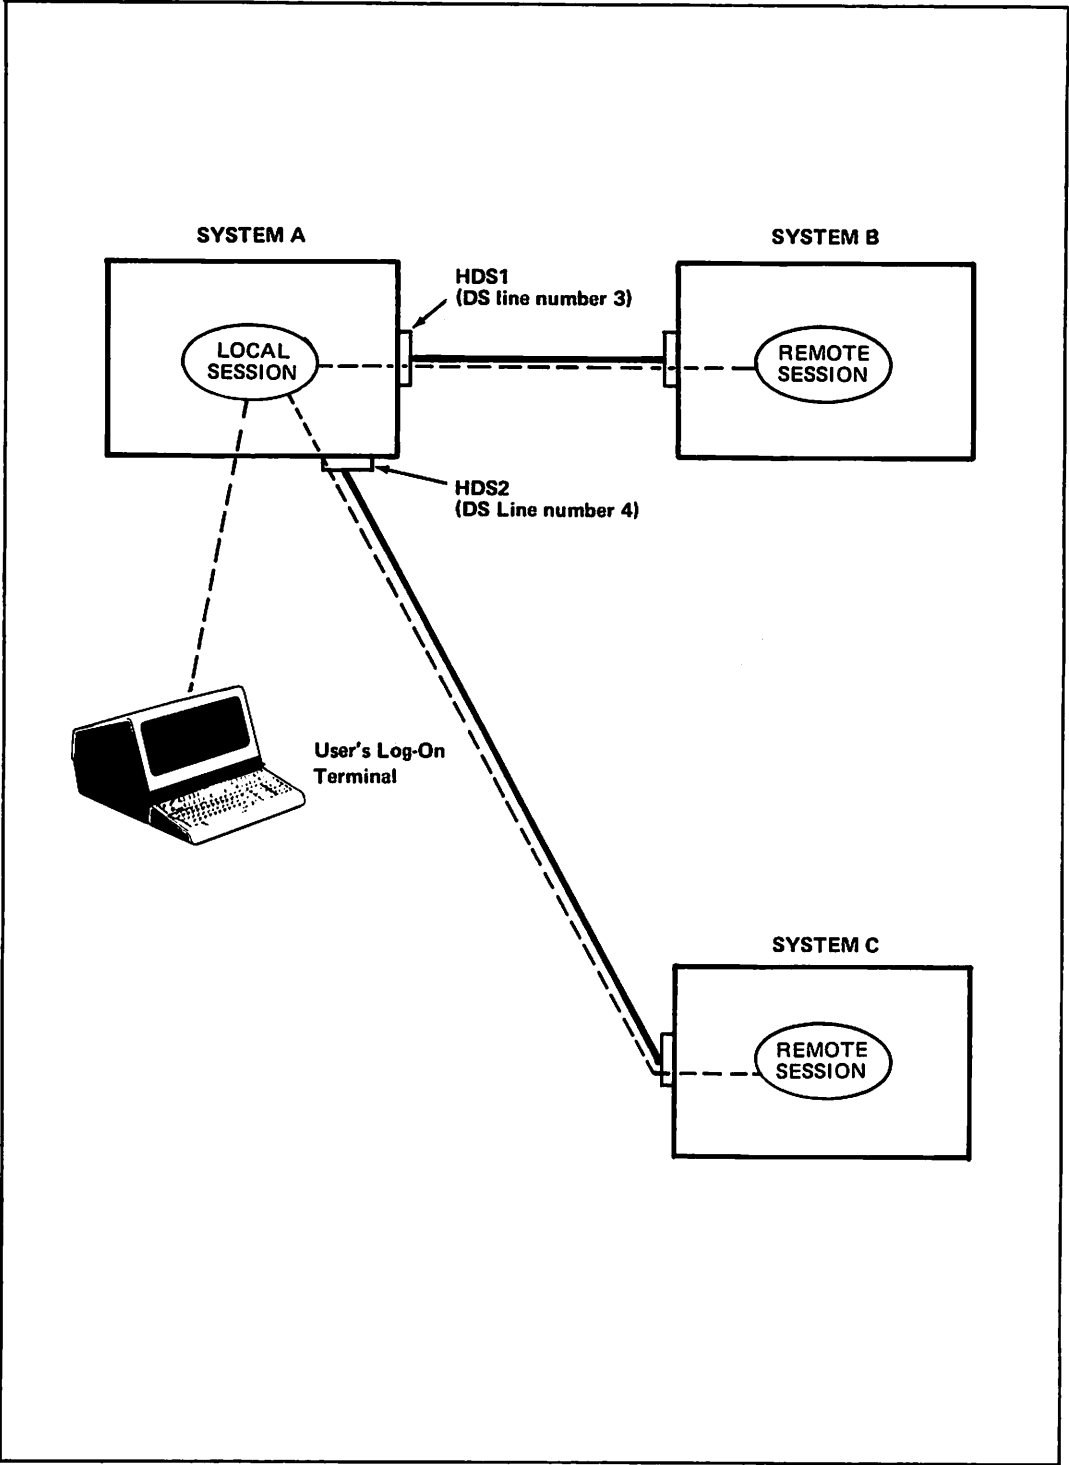 SYSTEM A
SYSTEM B
HDS1
(DS line number 3)
LOCAL
SESSION
REMOTE
SESSION
HDS2
(DS Line number 4)
User's Log-On
Terminal
SYSTEM C
REMOTE
SESSION